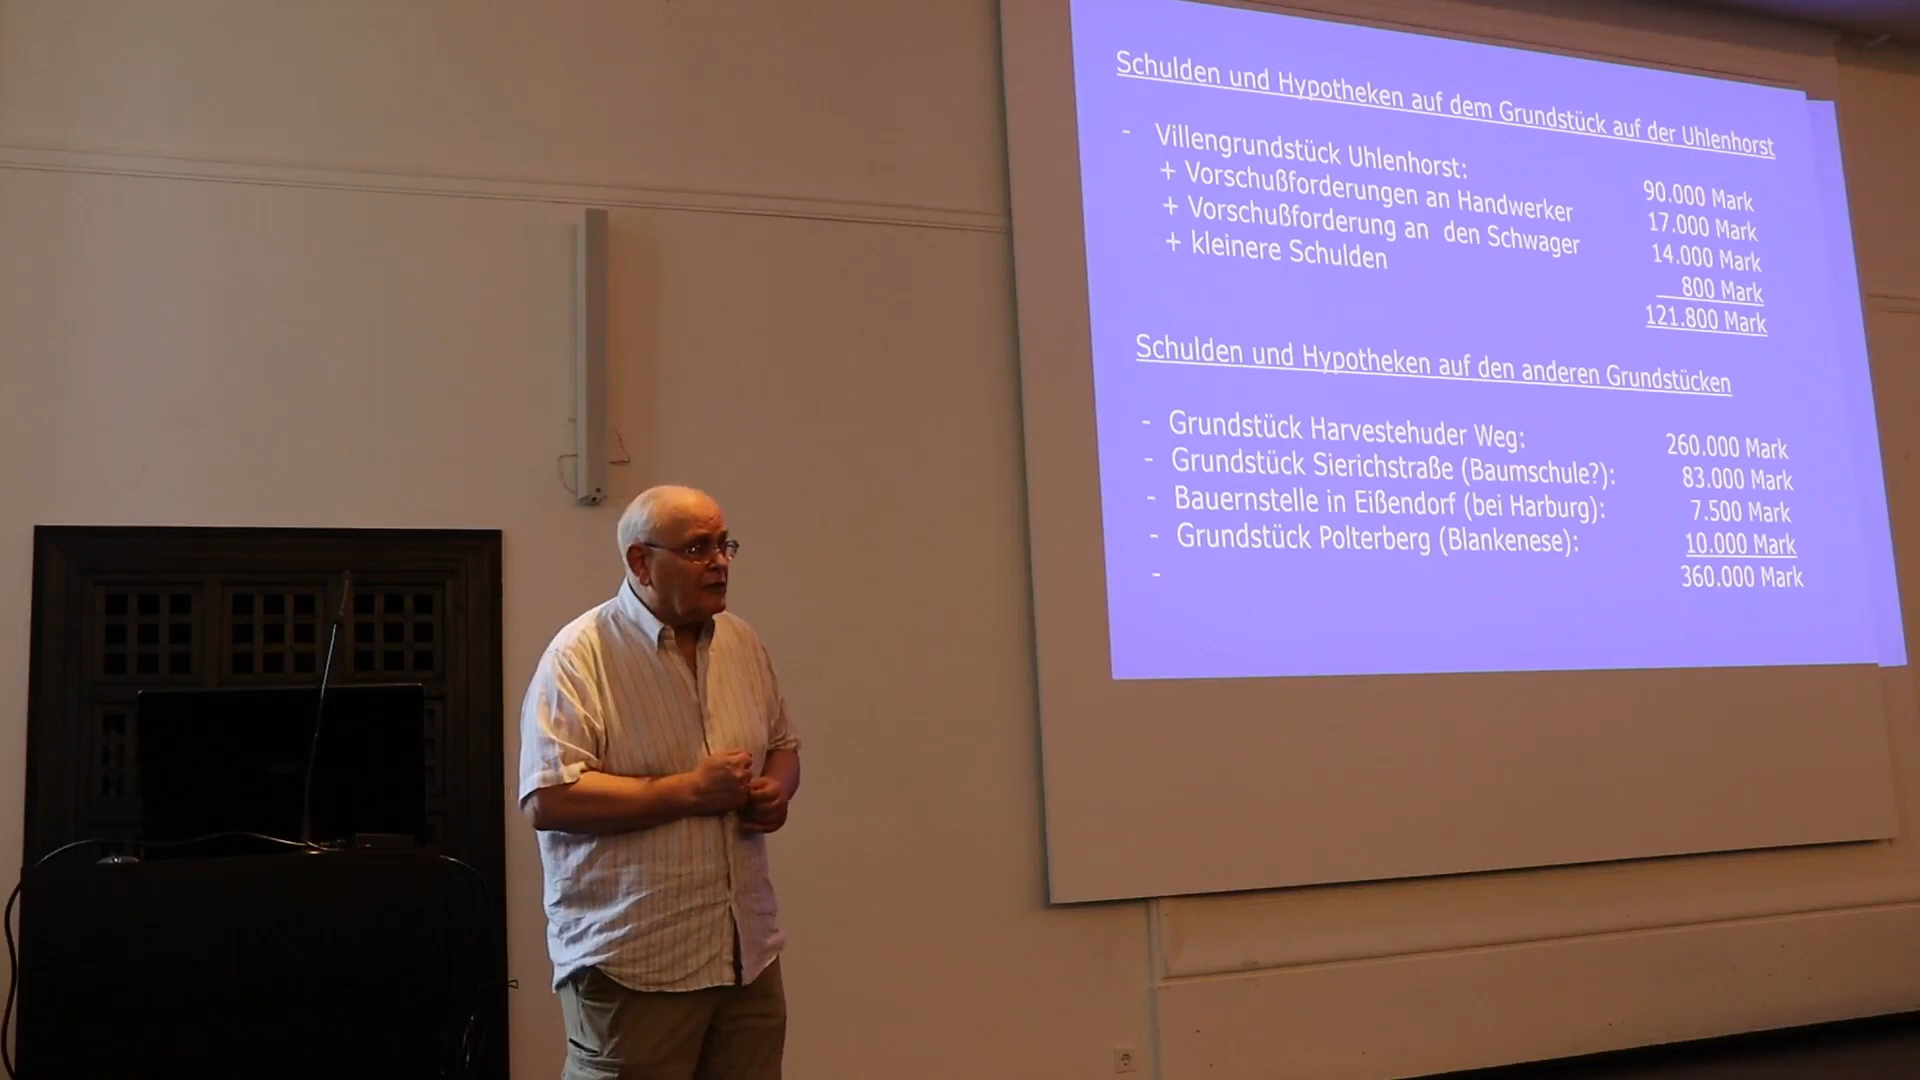 Schulden und Hypotheken auf dem Grundstück auf der Uhlenhorst
- Villengrundstück Uhlenhorst: 90.000 Mark
+ Vorschußforderungen an Handwerker 17.000 Mark
+ Vorschußforderung an den Schwager 14.000 Mark
+ kleinere Schulden 800 Mark
121.800 Mark
Schulden und Hypotheken auf den anderen Grundstücken
- Grundstück Harvestehuder Weg: 260.000 Mark
- Grundstück Sierichstraße (Baumschule?): 83.000 Mark
- Bauernstelle in Eißendorf (bei Harburg): 7.500 Mark
- Grundstück Polterberg (Blankenese): 10.000 Mark
- 360.000 Mark